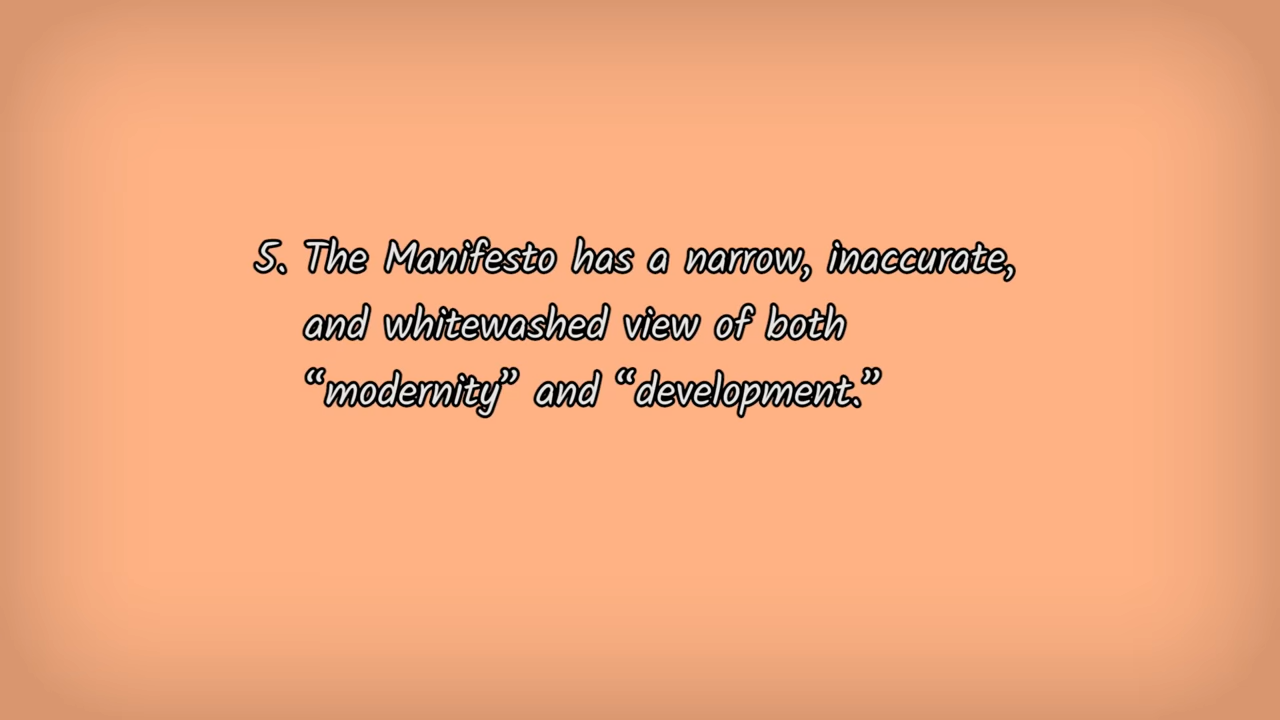 5. The Manifesto has a narrow, inaccurate,
and whitewashed view of both
“modernity” and “development.”